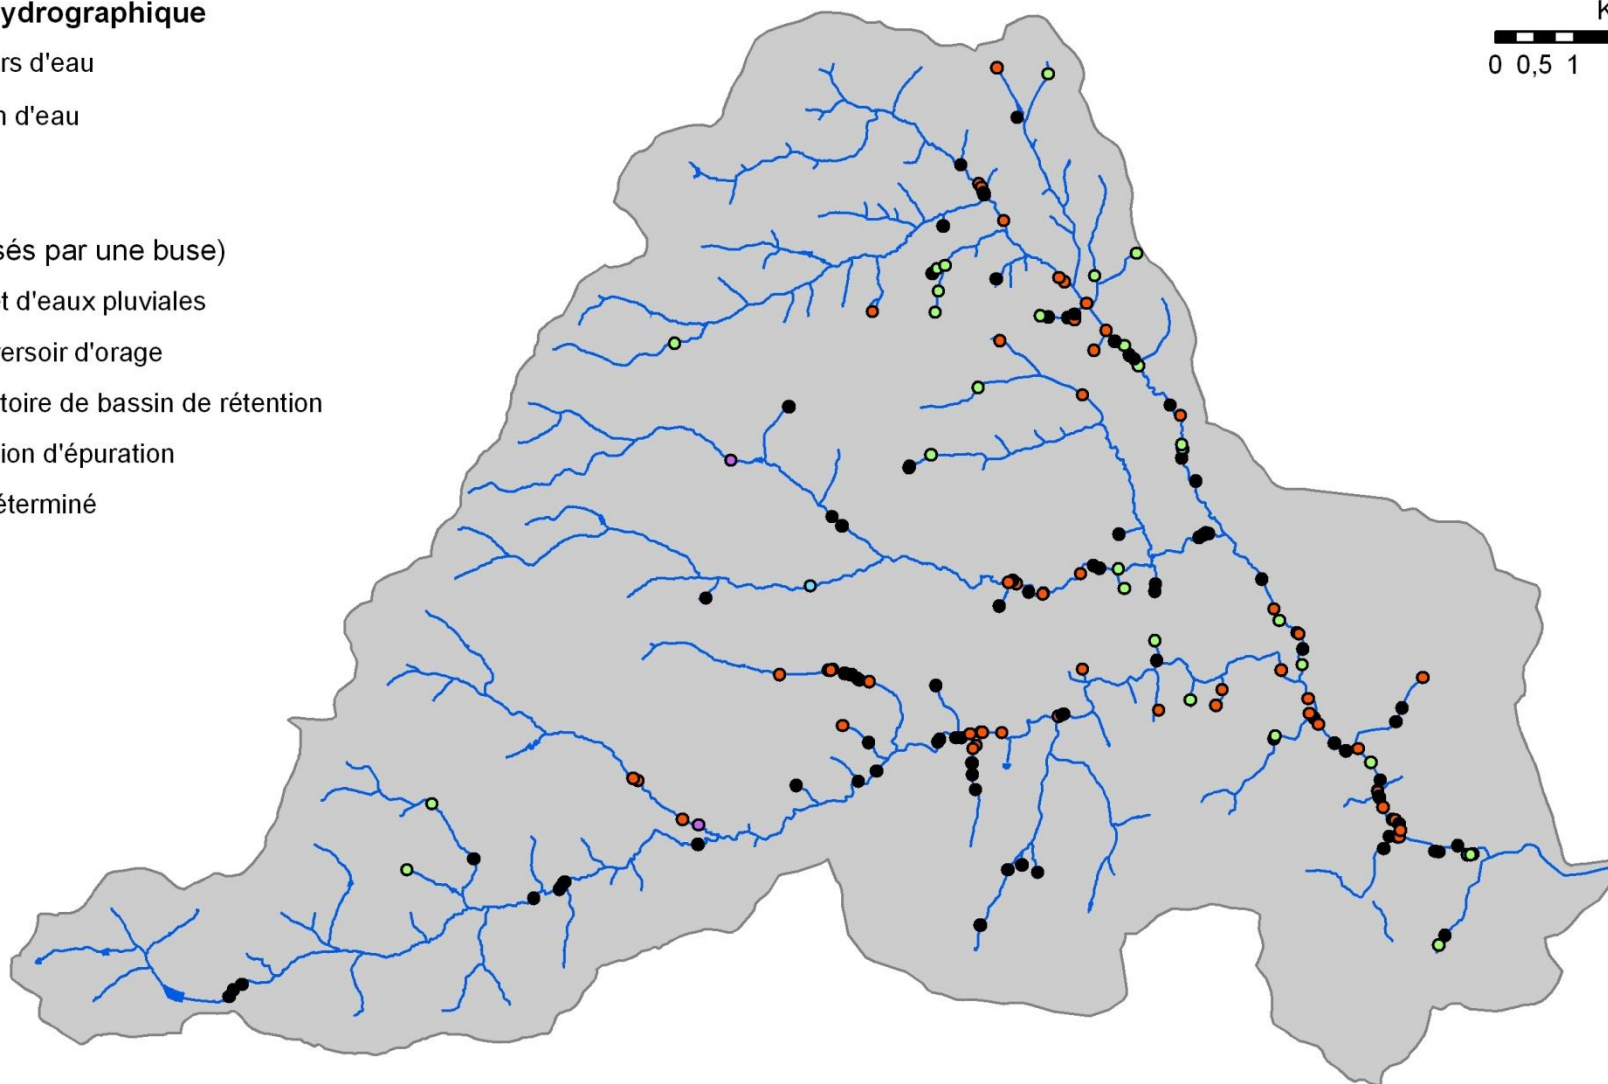 ydrographique
rs d'eau
n d'eau
sés par une buse)
t d'eaux pluviales
ersoir d'orage
toire de bassin de rétention
ion d'épuration
éterminé
K
0 0,5 1